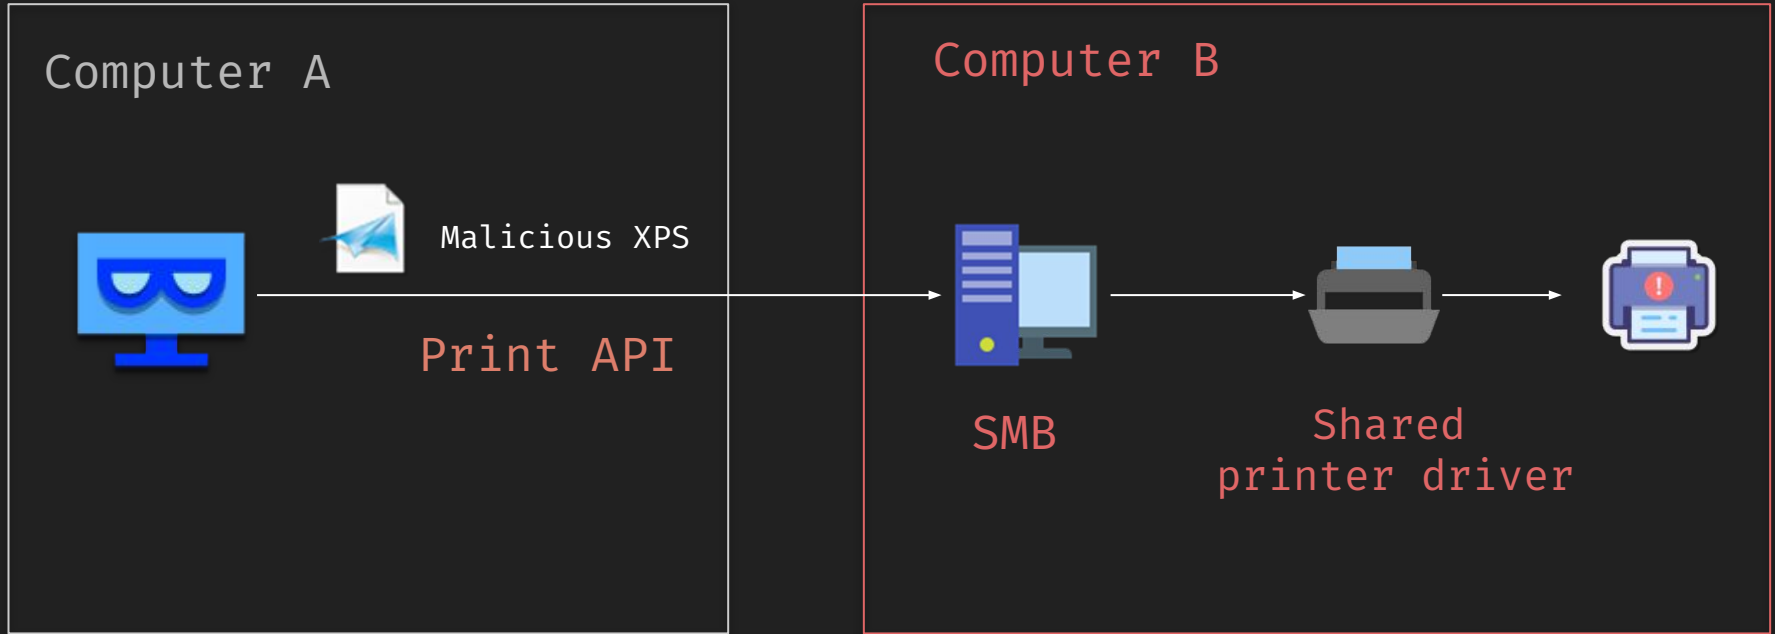 Computer A
Computer B
Malicious XPS
Print API
SMB
Shared
printer driver
!